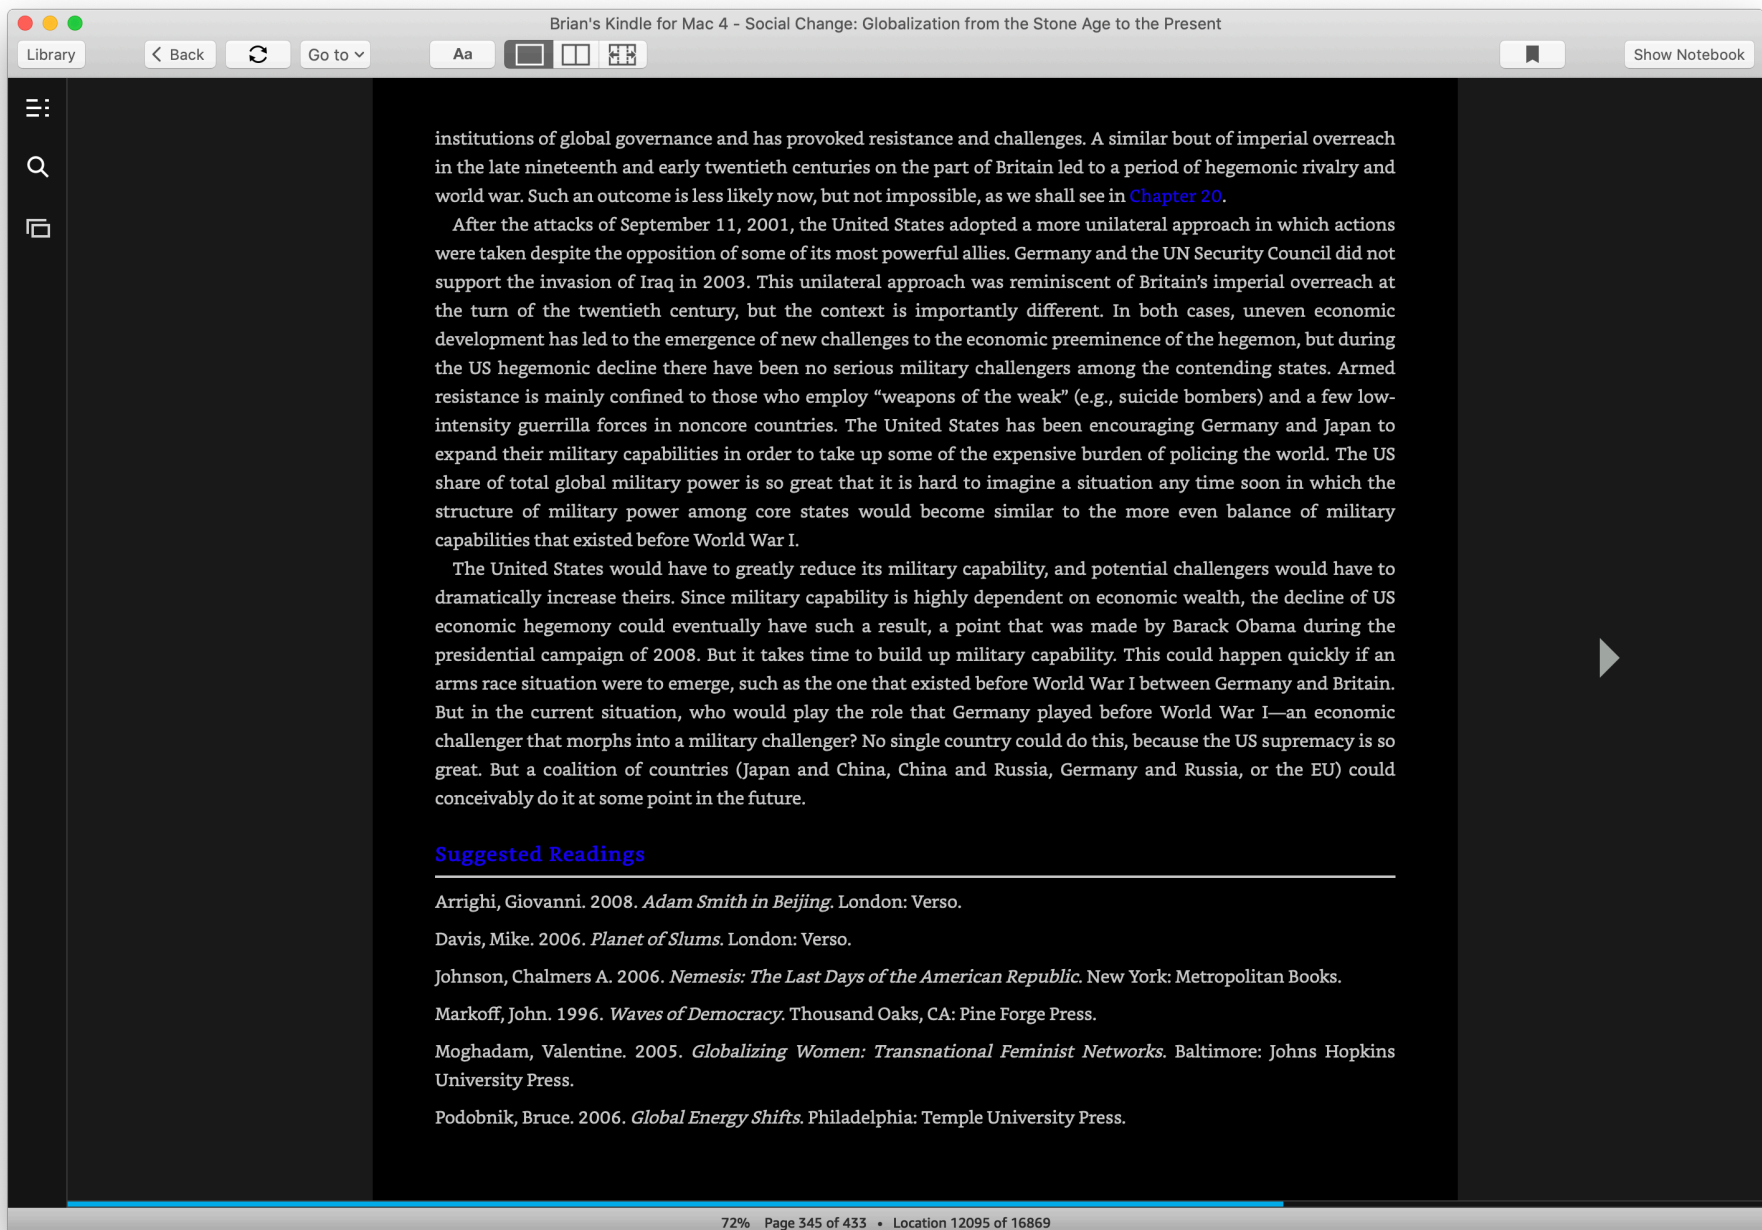 Brian's Kindle for Mac 4 - Social Change: Globalization from the Stone Age to the Present
Library
Back
Go to
Aa
Show Notebook
institutions of global governance and has provoked resistance and challenges. A similar bout of imperial overreach
in the late nineteenth and early twentieth centuries on the part of Britain led to a period of hegemonic rivalry and
world war. Such an outcome is less likely now, but not impossible, as we shall see in Chapter 20.
After the attacks of September 11, 2001, the United States adopted a more unilateral approach in which actions
were taken despite the opposition of some of its most powerful allies. Germany and the UN Security Council did not
support the invasion of Iraq in 2003. This unilateral approach was reminiscent of Britain’s imperial overreach at
the turn of the twentieth century, but the context is importantly different. In both cases, uneven economic
development has led to the emergence of new challenges to the economic preeminence of the hegemon, but during
the US hegemonic decline there have been no serious military challengers among the contending states. Armed
resistance is mainly confined to those who employ “weapons of the weak” (e.g., suicide bombers) and a few low-
intensity guerrilla forces in noncore countries. The United States has been encouraging Germany and Japan to
expand their military capabilities in order to take up some of the expensive burden of policing the world. The US
share of total global military power is so great that it is hard to imagine a situation any time soon in which the
structure of military power among core states would become similar to the more even balance of military
capabilities that existed before World War I.
The United States would have to greatly reduce its military capability, and potential challengers would have to
dramatically increase theirs. Since military capability is highly dependent on economic wealth, the decline of US
economic hegemony could eventually have such a result, a point that was made by Barack Obama during the
presidential campaign of 2008. But it takes time to build up military capability. This could happen quickly if an
arms race situation were to emerge, such as the one that existed before World War I between Germany and Britain.
But in the current situation, who would play the role that Germany played before World War I—an economic
challenger that morphs into a military challenger? No single country could do this, because the US supremacy is so
great. But a coalition of countries (Japan and China, China and Russia, Germany and Russia, or the EU) could
conceivably do it at some point in the future.
Suggested Readings
Arrighi, Giovanni. 2008. Adam Smith in Beijing. London: Verso.
Davis, Mike. 2006. Planet of Slums. London: Verso.
Johnson, Chalmers A. 2006. Nemesis: The Last Days of the American Republic. New York: Metropolitan Books.
Markoff, John. 1996. Waves of Democracy. Thousand Oaks, CA: Pine Forge Press.
Moghadam, Valentine. 2005. Globalizing Women: Transnational Feminist Networks. Baltimore: Johns Hopkins
University Press.
Podobnik, Bruce. 2006. Global Energy Shifts. Philadelphia: Temple University Press.
72% Page 345 of 433 • Location 12095 of 16869